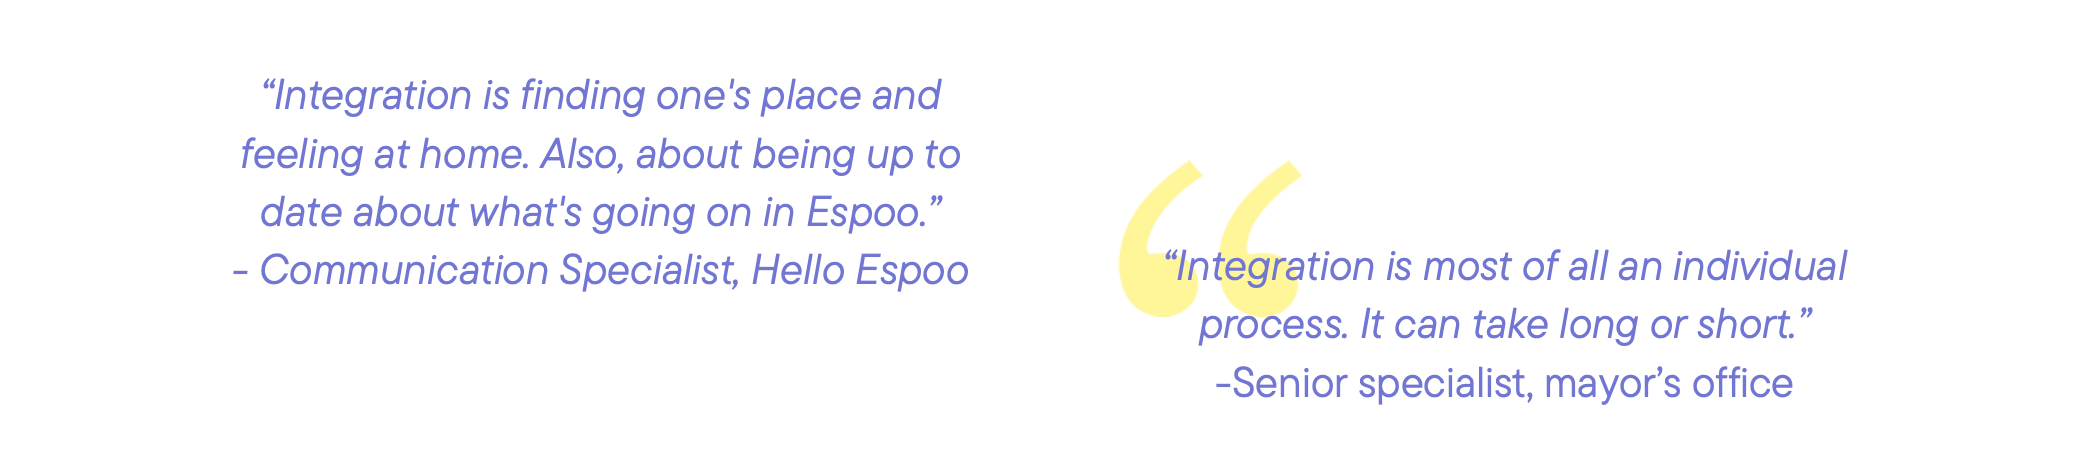 “Integration is finding one's place and
feeling at home. Also, about being up to
date about what's going on in Espoo.”
- Communication Specialist, Hello Espoo
“Integration is most of all an individual
process. It can take long or short.”
-Senior specialist, mayor’s office